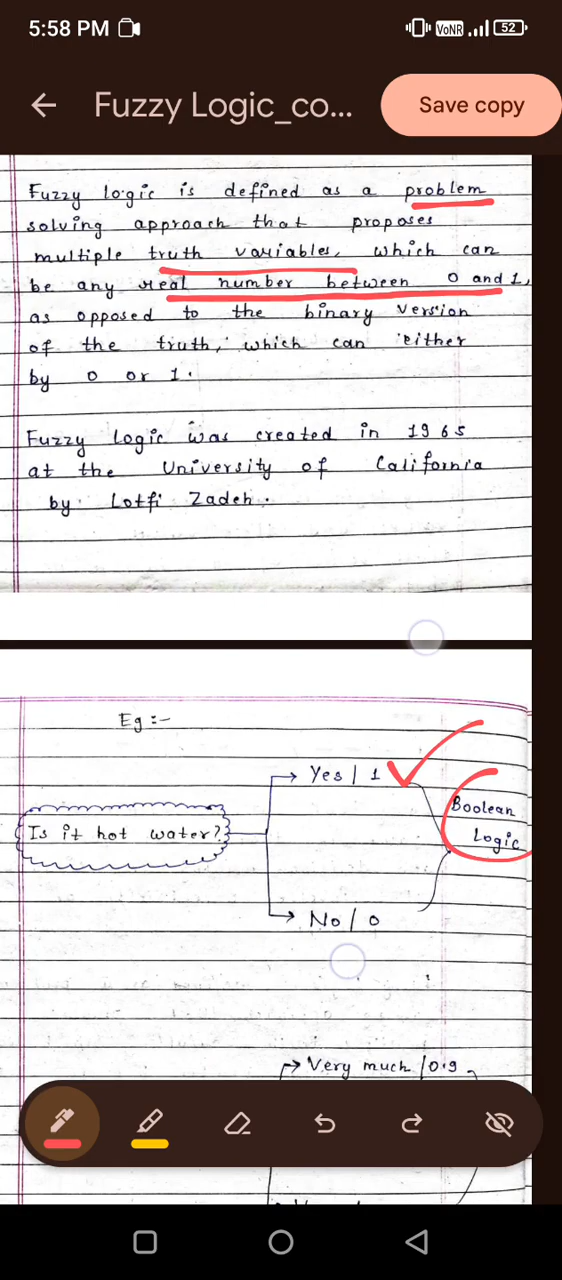 5:58 PM
VoNR
52
Fuzzy Logic_co...
Save copy
Fuzzy logic is defined as a problem
solving approach that proposes
multiple truth variables, which can
be any real number between 0 and 1,
as opposed to the binary version
of the truth, which can either
by 0 or 1.
Fuzzy Logic was created in 1965
at the University of California
by Lotfi Zadeh.
Eg :-
Yes / 1
Boolean
Logic
Is it hot water?
No / 0
Very much / 0.9